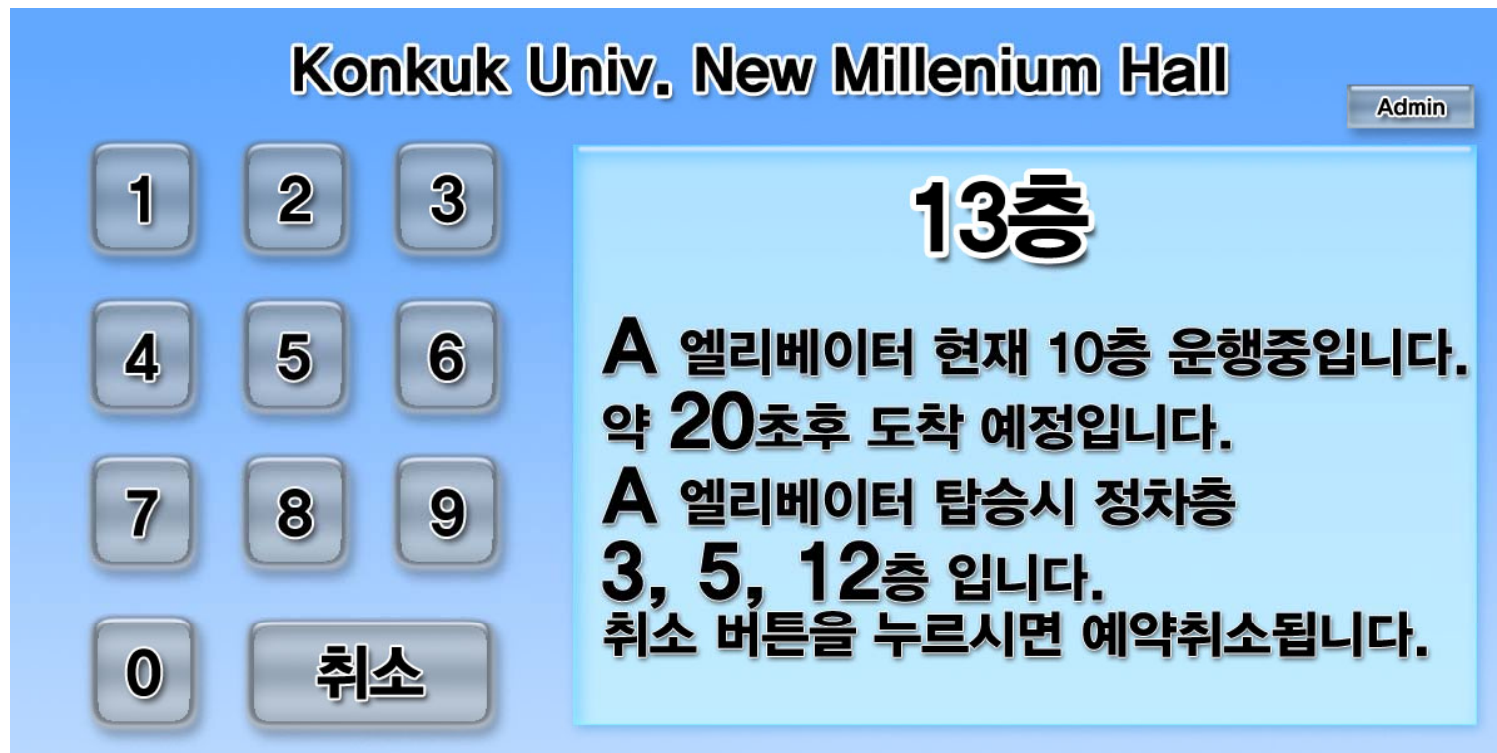 Konkuk Univ. New Millenium Hall
Admin
1 2 3
4 5 6
7 8 9
0 취소
13층
A 엘리베이터 현재 10층 운행중입니다.
약 20초후 도착 예정입니다.
A 엘리베이터 탑승시 정차층
3, 5, 12층 입니다.
취소 버튼을 누르시면 예약취소됩니다.